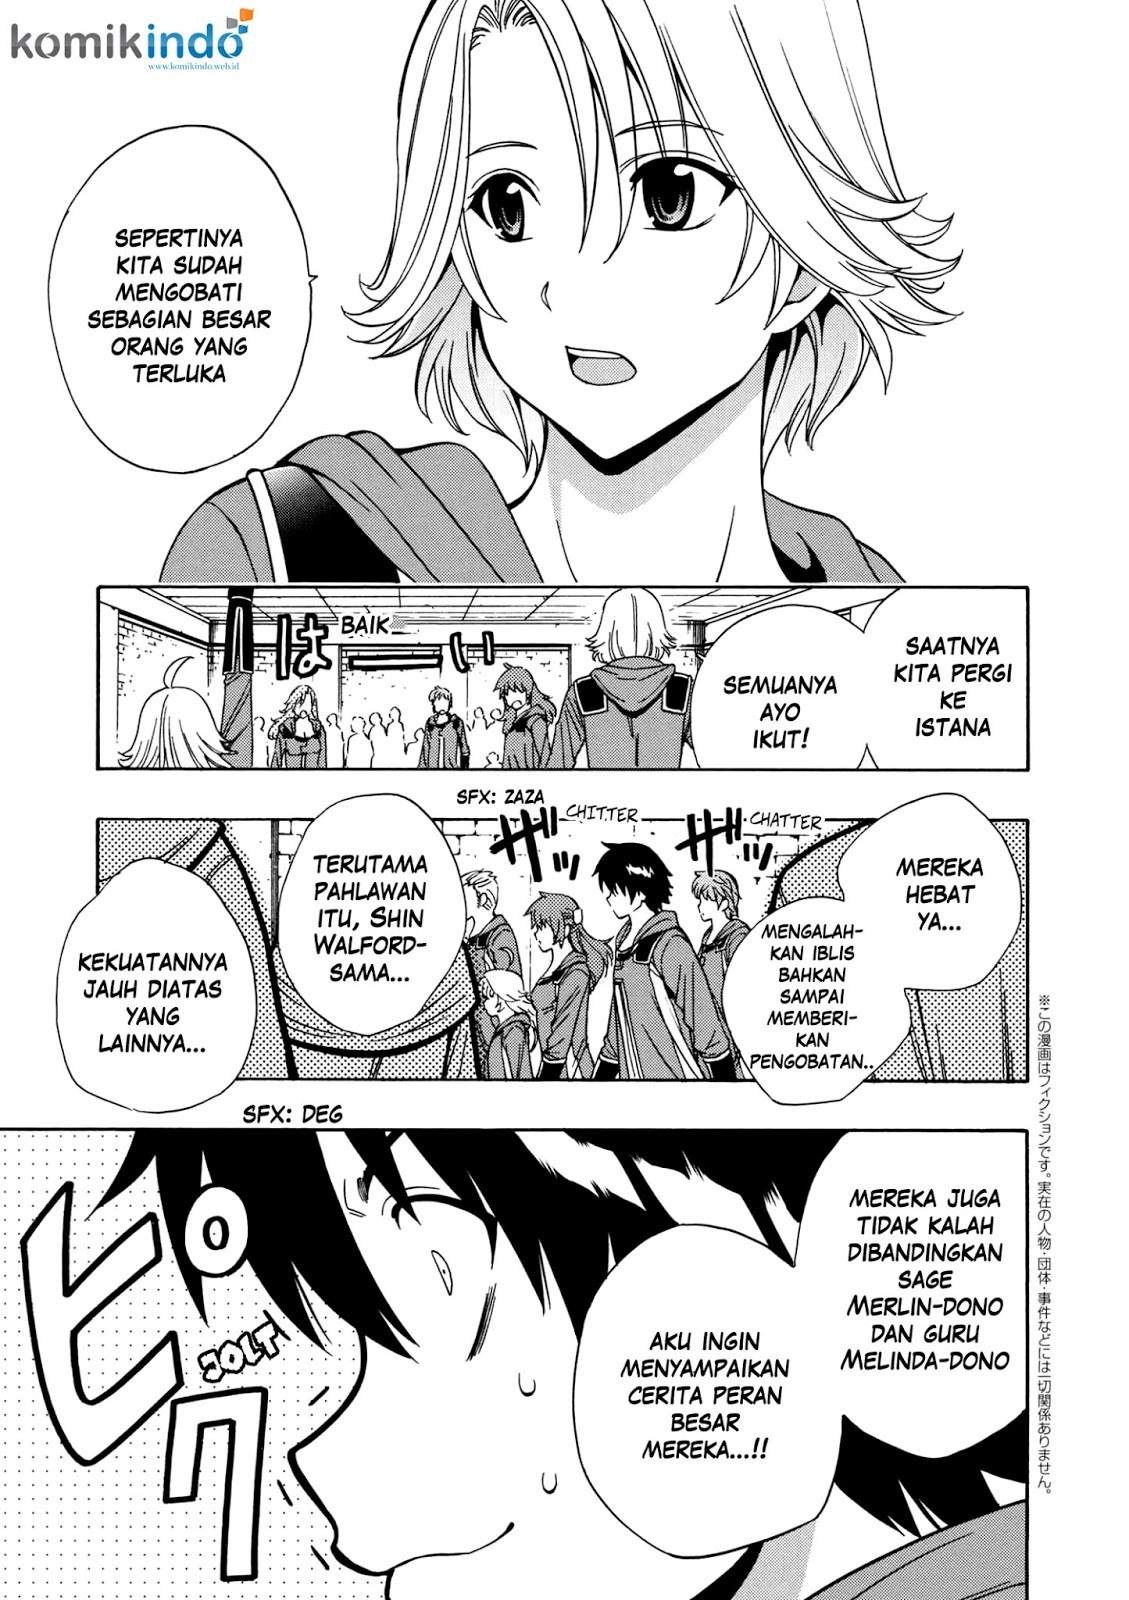 komikindo
www.komikindo.web.id
SEPERTINYA
KITA SUDAH
MENGOBATI
SEBAGIAN BESAR
ORANG YANG
TERLUKA
SAATNYA
KITA PERGI
KE
ISTANA
SEMUANYA
AYO
IKUT!
BAIK
はーい
SFX: ZAZA
CHITTER
CHATTER
ザッ
ザッ
MEREKA
HEBAT
YA...
MENGALAH-
KAN IBLIS
BAHKAN
SAMPAI
MEMBERI-
KAN
PENGOBATAN..
TERUTAMA
PAHLAWAN
ITU, SHIN
WALFORD-
SAMA...
KEKUATANNYA
JAUH DIATAS
YANG
LAINNYA...
SFX: DEG
MEREKA JUGA
TIDAK KALAH
DIBANDINGKAN
SAGE
MERLIN-DONO
DAN GURU
MELINDA-DONO
AKU INGIN
MENYAMPAIKAN
CERITA PERAN
BESAR
MEREKA...!!
ピク
JOLT
※この漫画はフィクションです。実在の人物・団体・事件などには一切関係ありません。